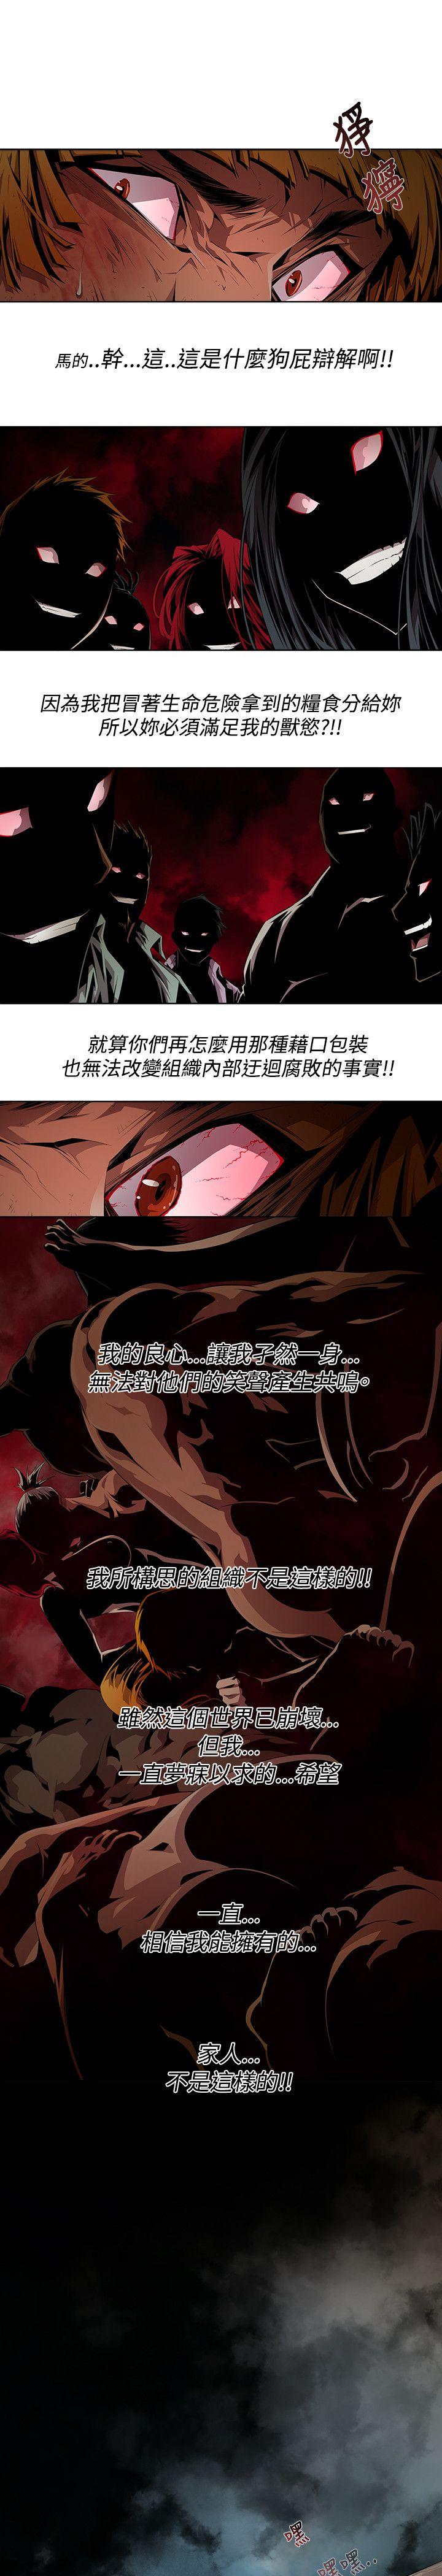 猙
獰
馬的..幹...這..這是什麼狗屁辯解啊!!
因為我把冒著生命危險拿到的糧食分給妳
所以妳必須滿足我的獸慾?!!
就算你們再怎麼用那種藉口包裝
也無法改變組織內部迂迴腐敗的事實!!
我的良心...讓我孑然一身...
無法對他們的笑聲產生共鳴。
我所構思的組織不是這樣的!!
雖然這個世界已崩壞...
但我...
一直夢寐以求的...希望
一直...
相信我能擁有的...
家人...
不是這樣的!!
嘿
嘿嘿..